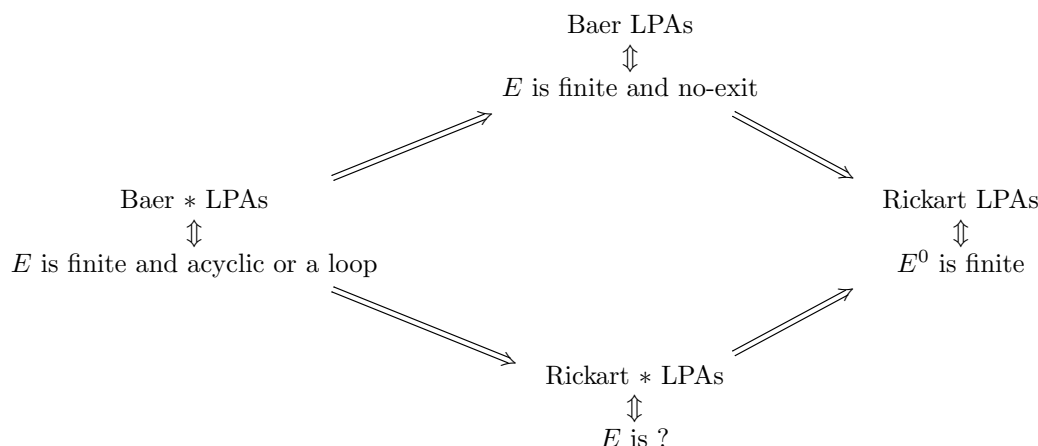 Baer LPAs
⇕
E is finite and no-exit
Baer ∗ LPAs
⇕
E is finite and acyclic or a loop
Rickart LPAs
⇕
E⁰ is finite
Rickart ∗ LPAs
⇕
E is ?